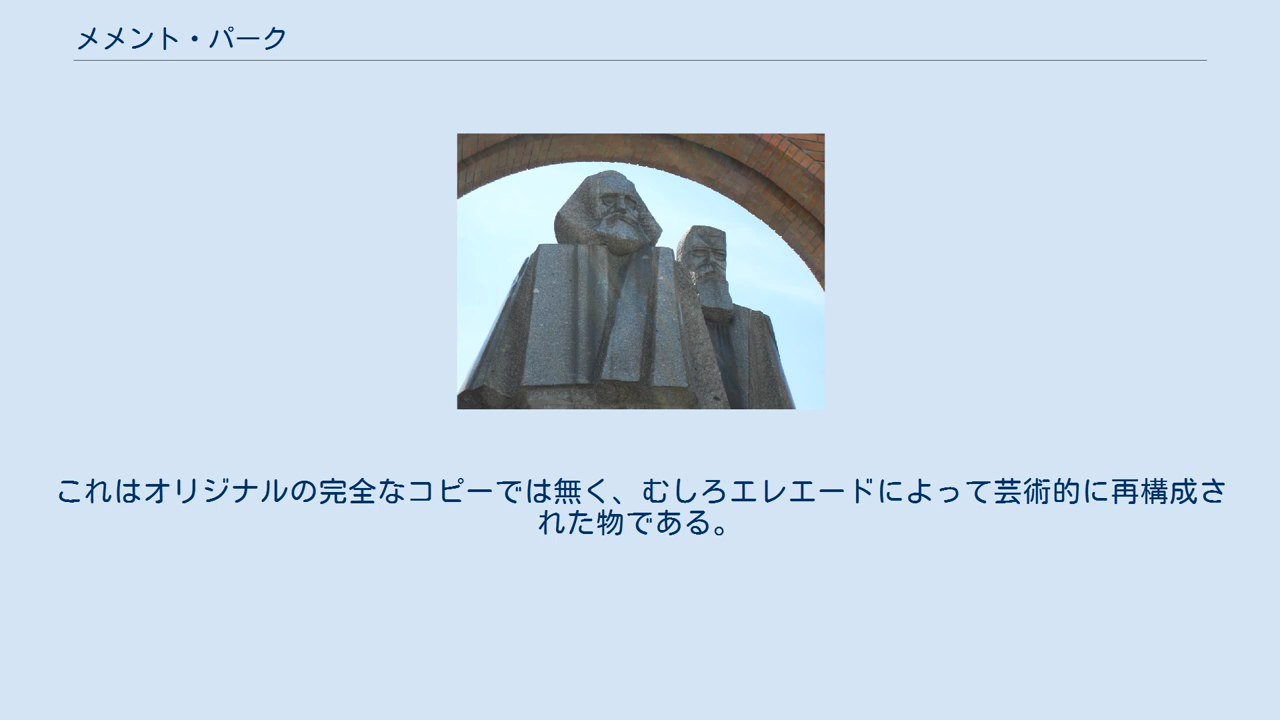 メメント・パーク
これはオリジナルの完全なコピーでは無く、むしろエレエードによって芸術的に再構成さ
れた物である。